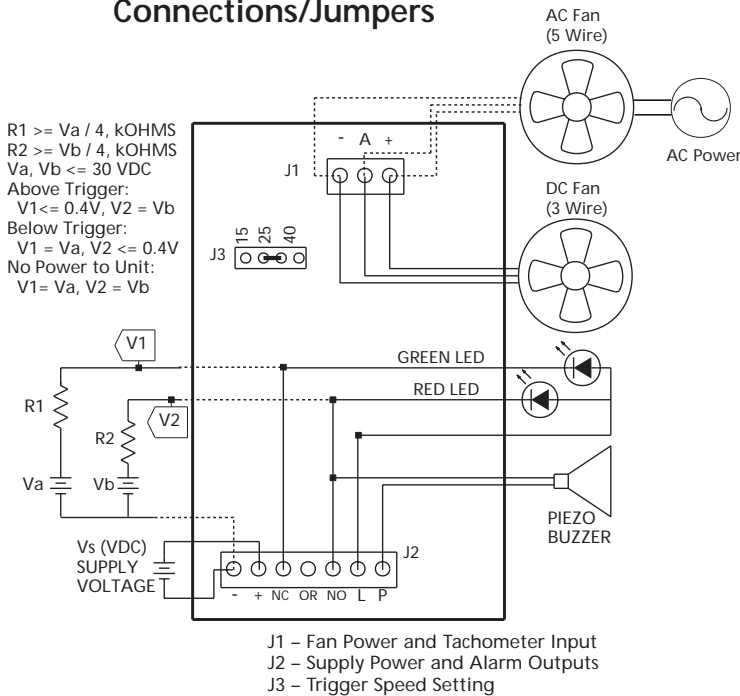 Connections/Jumpers
AC Fan
(5 Wire)
AC Power
R1 >= Va / 4, kOHMS
R2 >= Vb / 4, kOHMS
Va, Vb <= 30 VDC
Above Trigger:
V1<= 0.4V, V2 = Vb
Below Trigger:
V1 = Va, V2 <= 0.4V
No Power to Unit:
V1= Va, V2 = Vb
- A +
J1
DC Fan
(3 Wire)
15 25 40
J3
V1
GREEN LED
RED LED
R1
V2
R2
Va
Vb
PIEZO
BUZZER
Vs (VDC)
SUPPLY
VOLTAGE
J2
- + NC OR NO L P
J1 – Fan Power and Tachometer Input
J2 – Supply Power and Alarm Outputs
J3 – Trigger Speed Setting